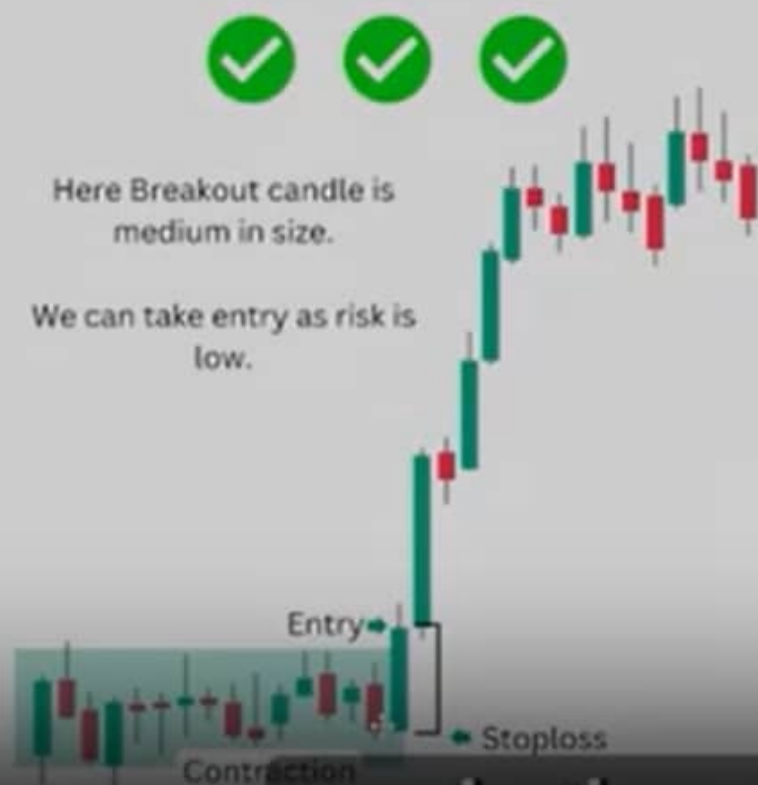 Here Breakout candle is
medium in size.
We can take entry as risk is
low.
Entry
Stoploss
Contraction